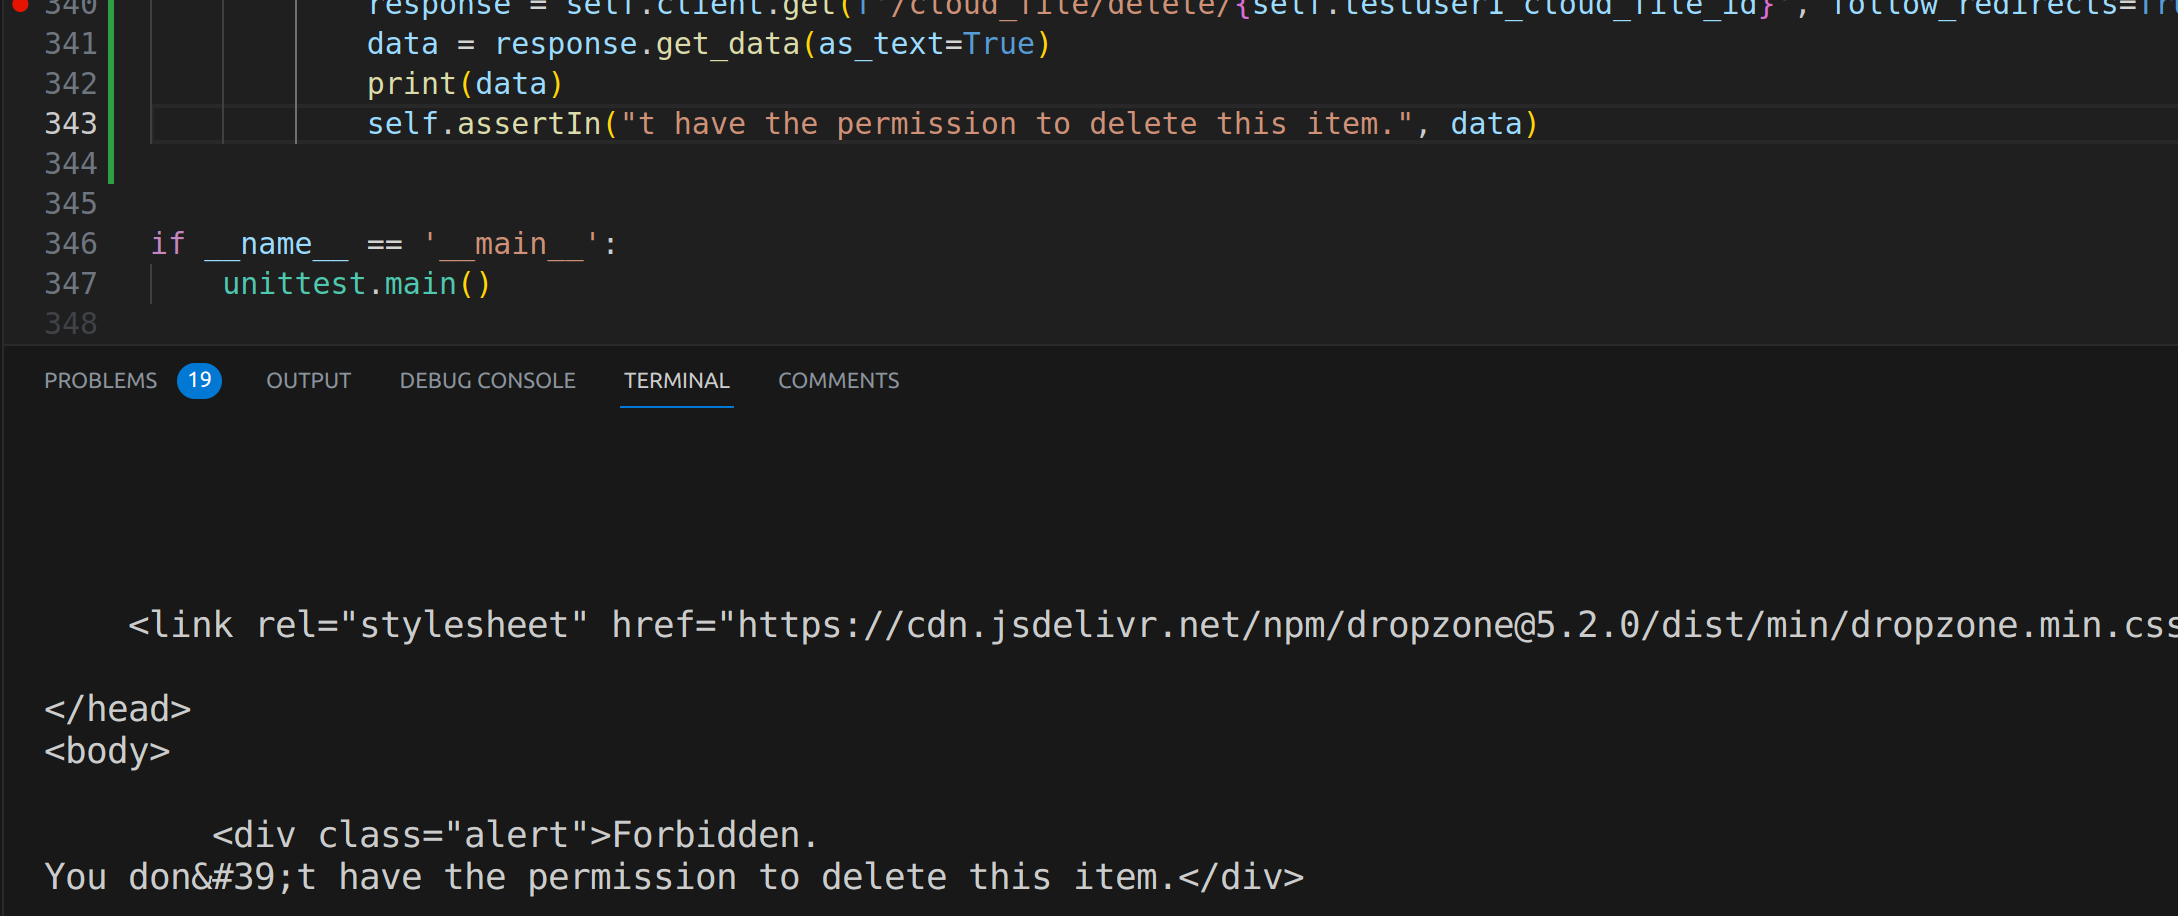 340 response = self.client.get(f'/cloud_file/delete/{self.testuser1_cloud_file_id}', follow_redirects=
341 data = response.get_data(as_text=True)
342 print(data)
343 self.assertIn("t have the permission to delete this item.", data)
344
345
346 if __name__ == '__main__':
347 unittest.main()
348
PROBLEMS 19 OUTPUT DEBUG CONSOLE TERMINAL COMMENTS
<link rel="stylesheet" href="https://cdn.jsdelivr.net/npm/dropzone@5.2.0/dist/min/dropzone.min.css
</head>
<body>
<div class="alert">Forbidden.
You don&#39;t have the permission to delete this item.</div>